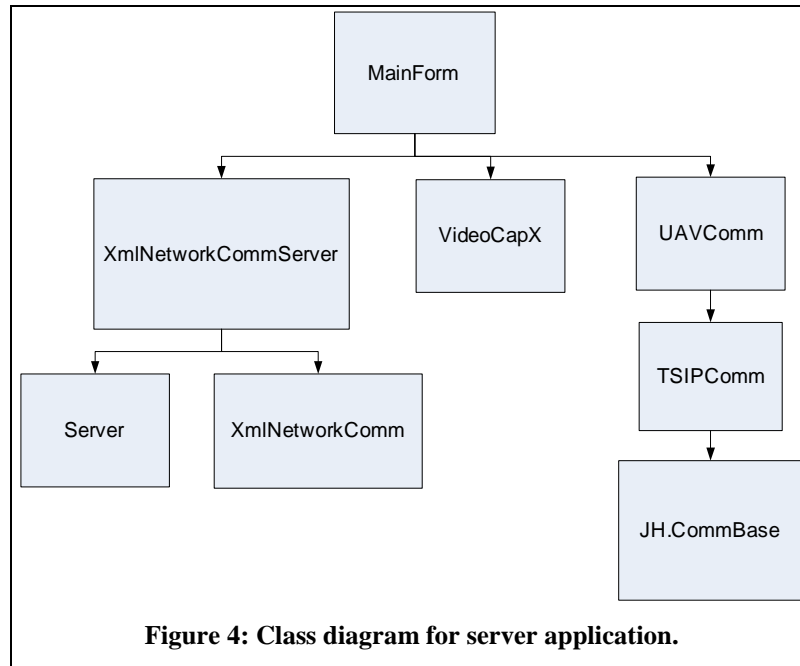 MainForm
XmlNetworkCommServer
VideoCapX
UAVComm
TSIPComm
Server
XmlNetworkComm
JH.CommBase
Figure 4: Class diagram for server application.